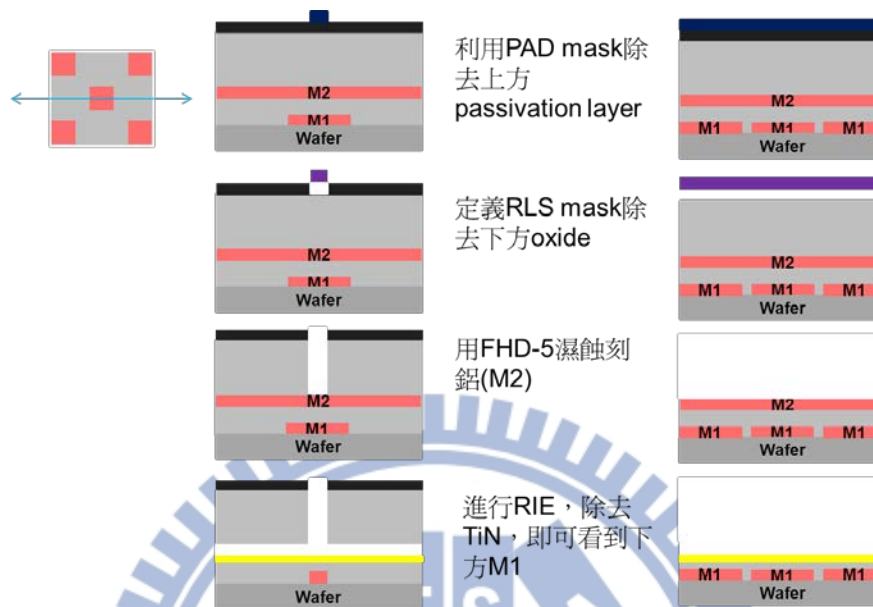 M2
M1
Wafer
利用PAD mask除
去上方
passivation layer
M2
M1 M1 M1
Wafer
M2
M1
Wafer
定義RLS mask除
去下方oxide
M2
M1 M1 M1
Wafer
M2
M1
Wafer
用FHD-5濕蝕刻
鋁(M2)
M2
M1 M1 M1
Wafer
Wafer
進行RIE，除去
TiN，即可看到下
方M1
M1 M1 M1
Wafer